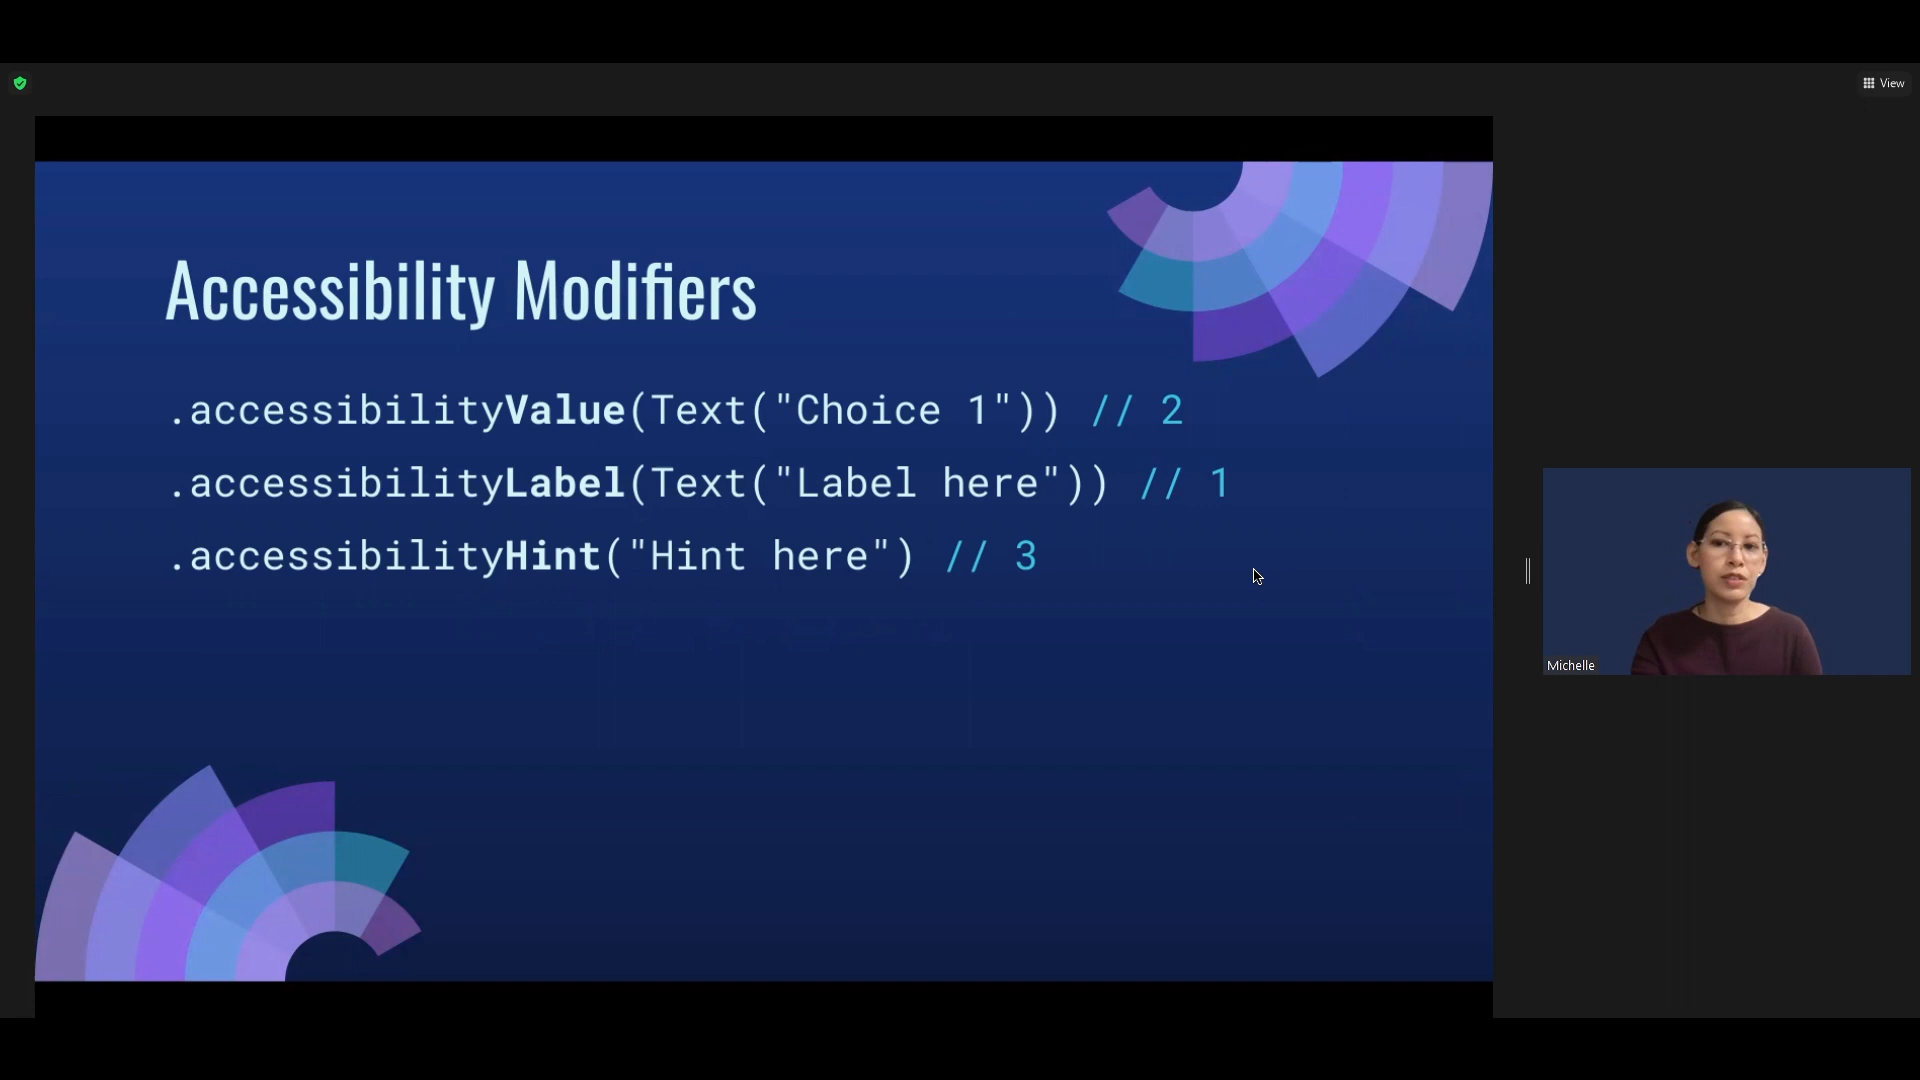 View
Accessibility Modifiers
.accessibilityValue(Text("Choice 1")) // 2
.accessibilityLabel(Text("Label here")) // 1
.accessibilityHint("Hint here") // 3
Michelle